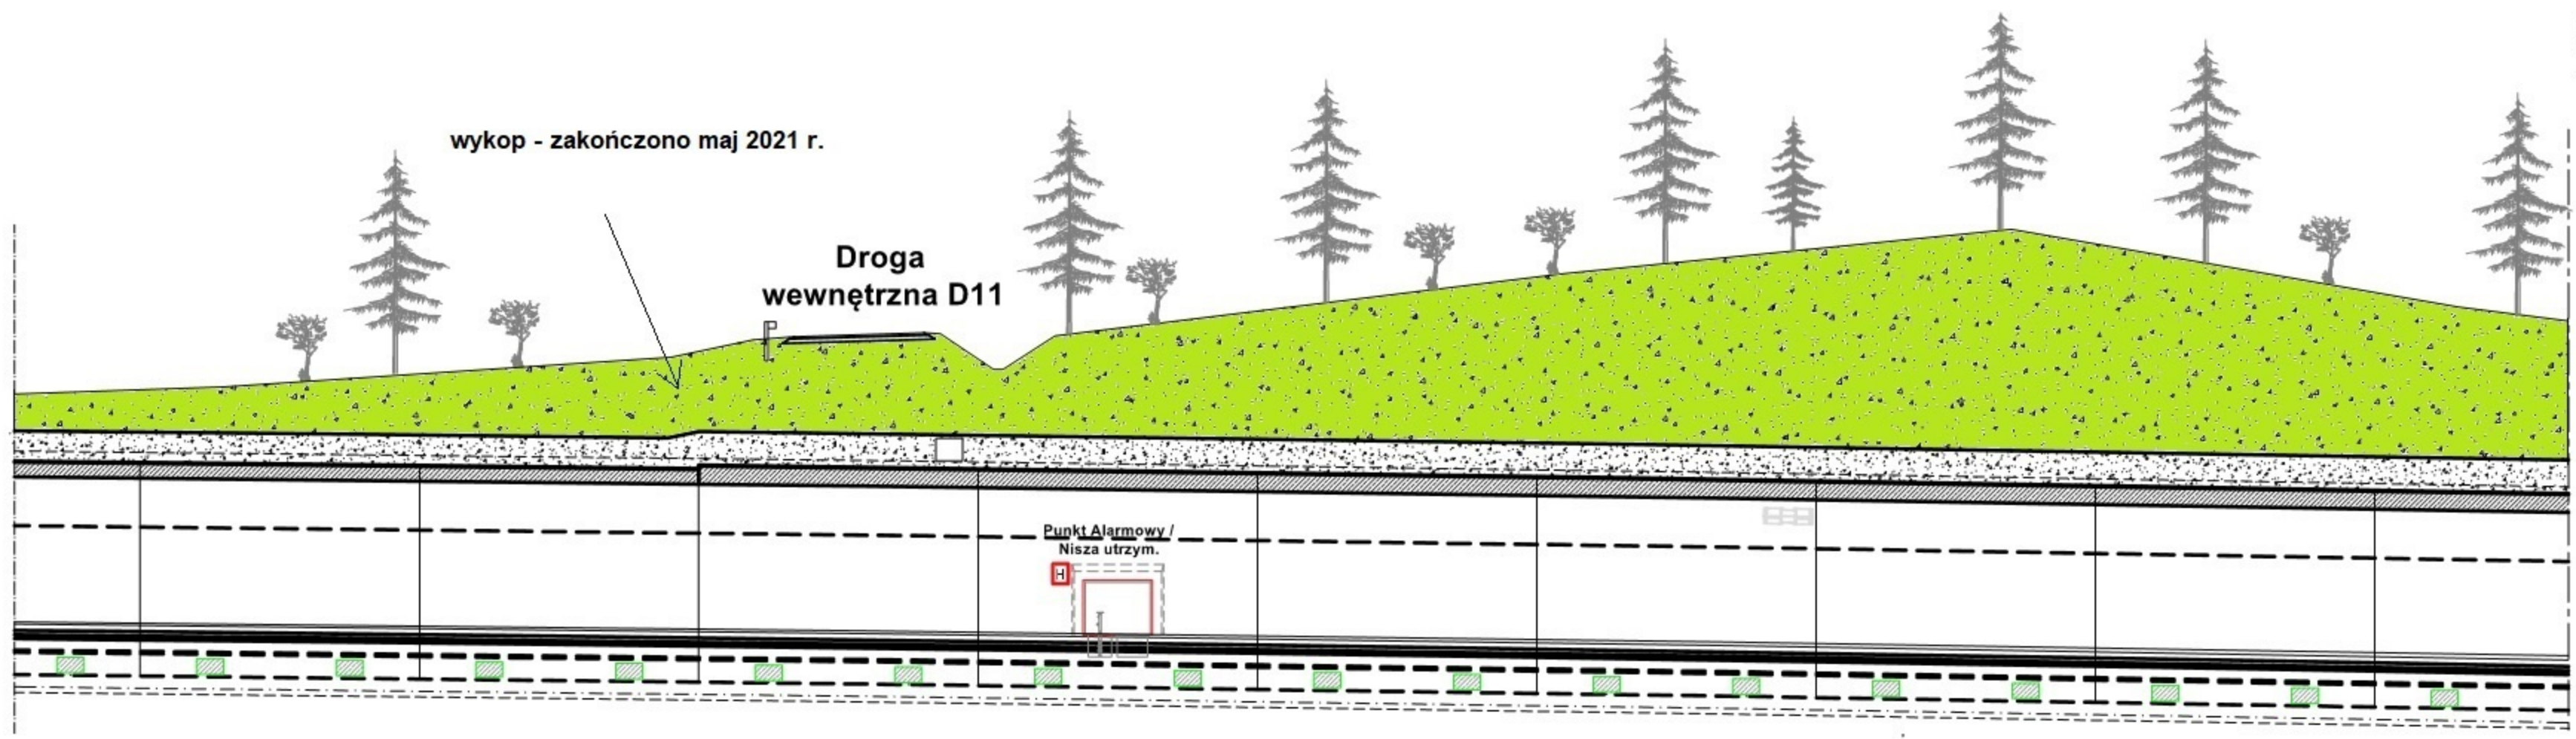 wykop - zakończono maj 2021 r.
Droga
wewnętrzna D11
Punkt Alarmowy /
Nisza utrzym.
H